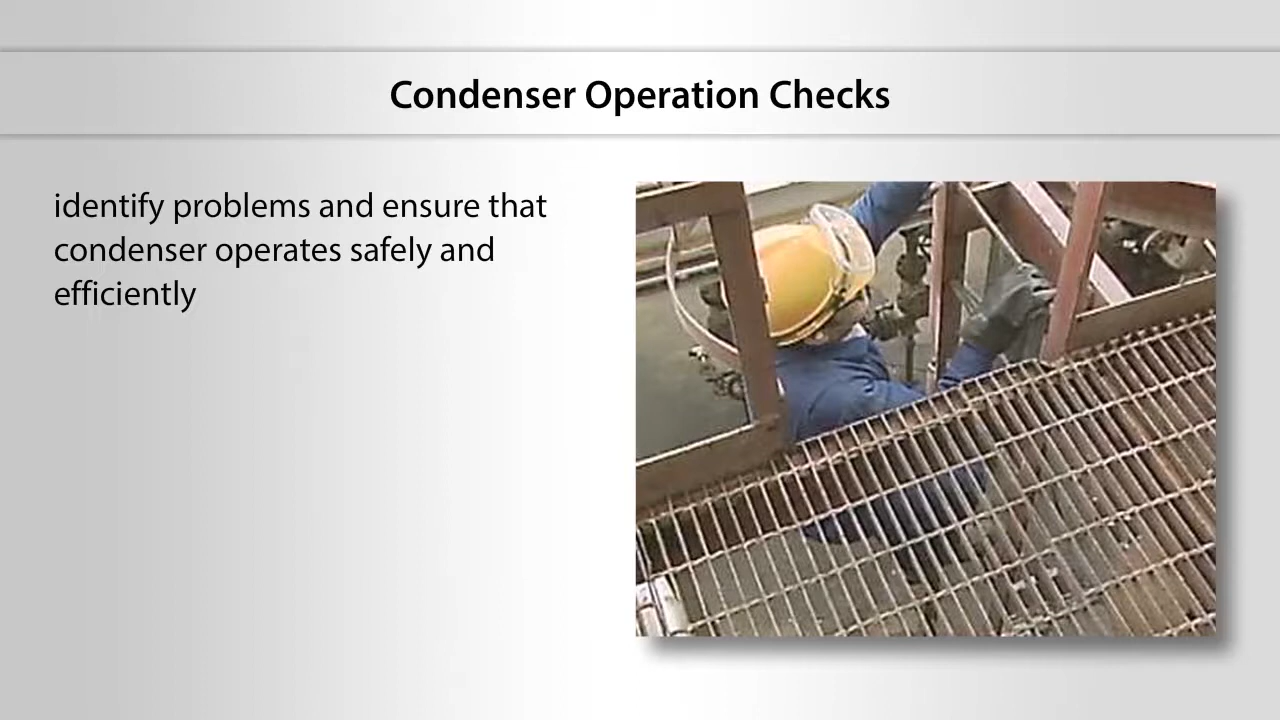 Condenser Operation Checks
identify problems and ensure that
condenser operates safely and
efficiently